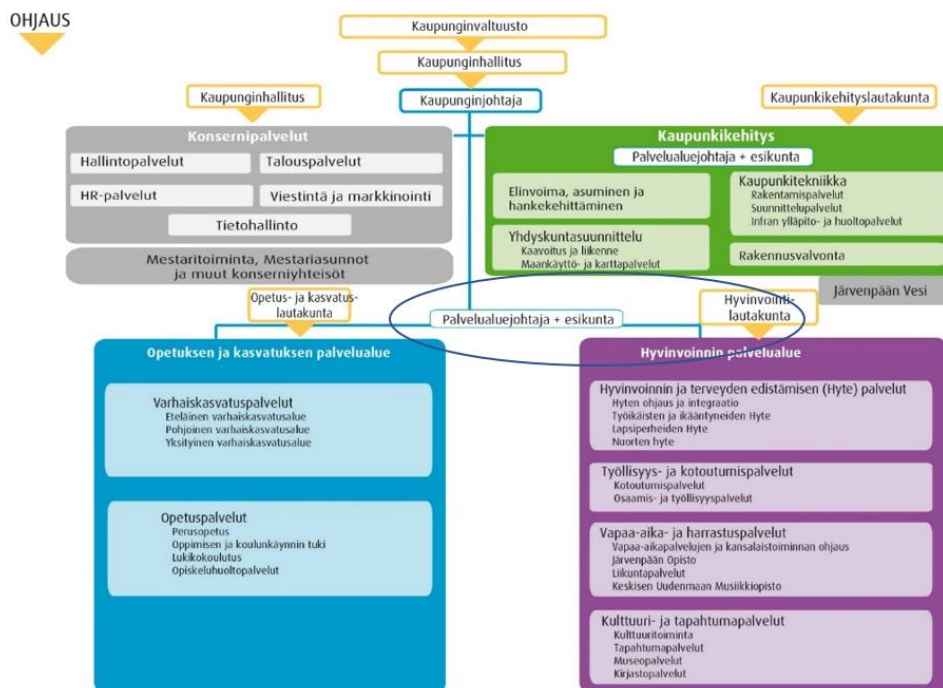 OHJAUS
Kaupunginvaltuusto
Kaupunginhallitus
Kaupunginjohtaja
Kaupunginhallitus
Konsernipalvelut
Hallintopalvelut
Talouspalvelut
HR-palvelut
Viestintä ja markkinointi
Tietohallinto
Mestaritoiminta, Mestariasunnot
ja muut konserniyhteisöt
Kaupunkikehityslautakunta
Kaupunkikehitys
Palvelualuejohtaja + esikunta
Elinvoima, asuminen ja
hankekehittäminen
Yhdyskuntasuunnittelu
Kaavoitus ja liikenne
Maankäyttö- ja karttapalvelut
Kaupunkitekniikka
Rakentamispalvelut
Suunnittelupalvelut
Infran ylläpito- ja huoltopalvelut
Rakennusvalvonta
Järvenpään Vesi
Opetus- ja kasvatus-
lautakunta
Palvelualuejohtaja + esikunta
Hyvinvointi-
lautakunta
Opetuksen ja kasvatuksen palvelualue
Varhaiskasvatuspalvelut
Eteläinen varhaiskasvatusalue
Pohjoinen varhaiskasvatusalue
Yksityinen varhaiskasvatusalue
Opetuspalvelut
Perusopetus
Oppimisen ja koulunkäynnin tuki
Lukikokoulutus
Opiskeluhuoltopalvelut
Hyvinvoinnin palvelualue
Hyvinvoinnin ja terveyden edistämisen (Hyte) palvelut
Hyten ohjaus ja integraatio
Työikäisten ja ikääntyneiden Hyte
Lapsiperheiden Hyte
Nuorten hyte
Työllisyys- ja kotoutumispalvelut
Kotoutumispalvelut
Osaamis- ja työllisyyspalvelut
Vapaa-aika- ja harrastuspalvelut
Vapaa-aikapalvelujen ja kansalaistoiminnan ohjaus
Järvenpään Opisto
Liikuntapalvelut
Keskisen Uudenmaan Musiikkiopisto
Kulttuuri- ja tapahtumapalvelut
Kulttuuritoiminta
Tapahtumapalvelut
Museopalvelut
Kirjastopalvelut